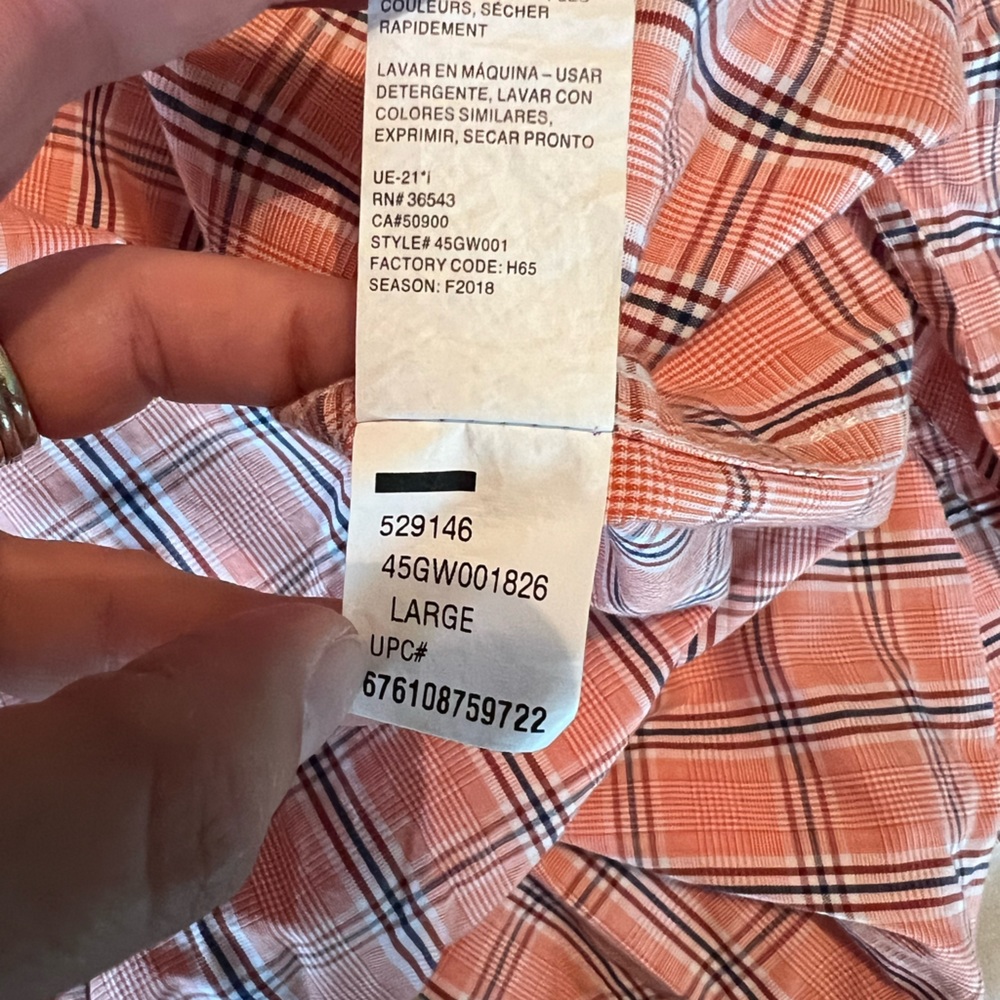 COULEURS, SÉCHER
RAPIDEMENT
LAVAR EN MÁQUINA – USAR
DETERGENTE, LAVAR CON
COLORES SIMILARES,
EXPRIMIR, SECAR PRONTO
UE-21*i
RN# 36543
CA#50900
STYLE# 45GW001
FACTORY CODE: H65
SEASON: F2018
529146
45GW001826
LARGE
UPC#
676108759722